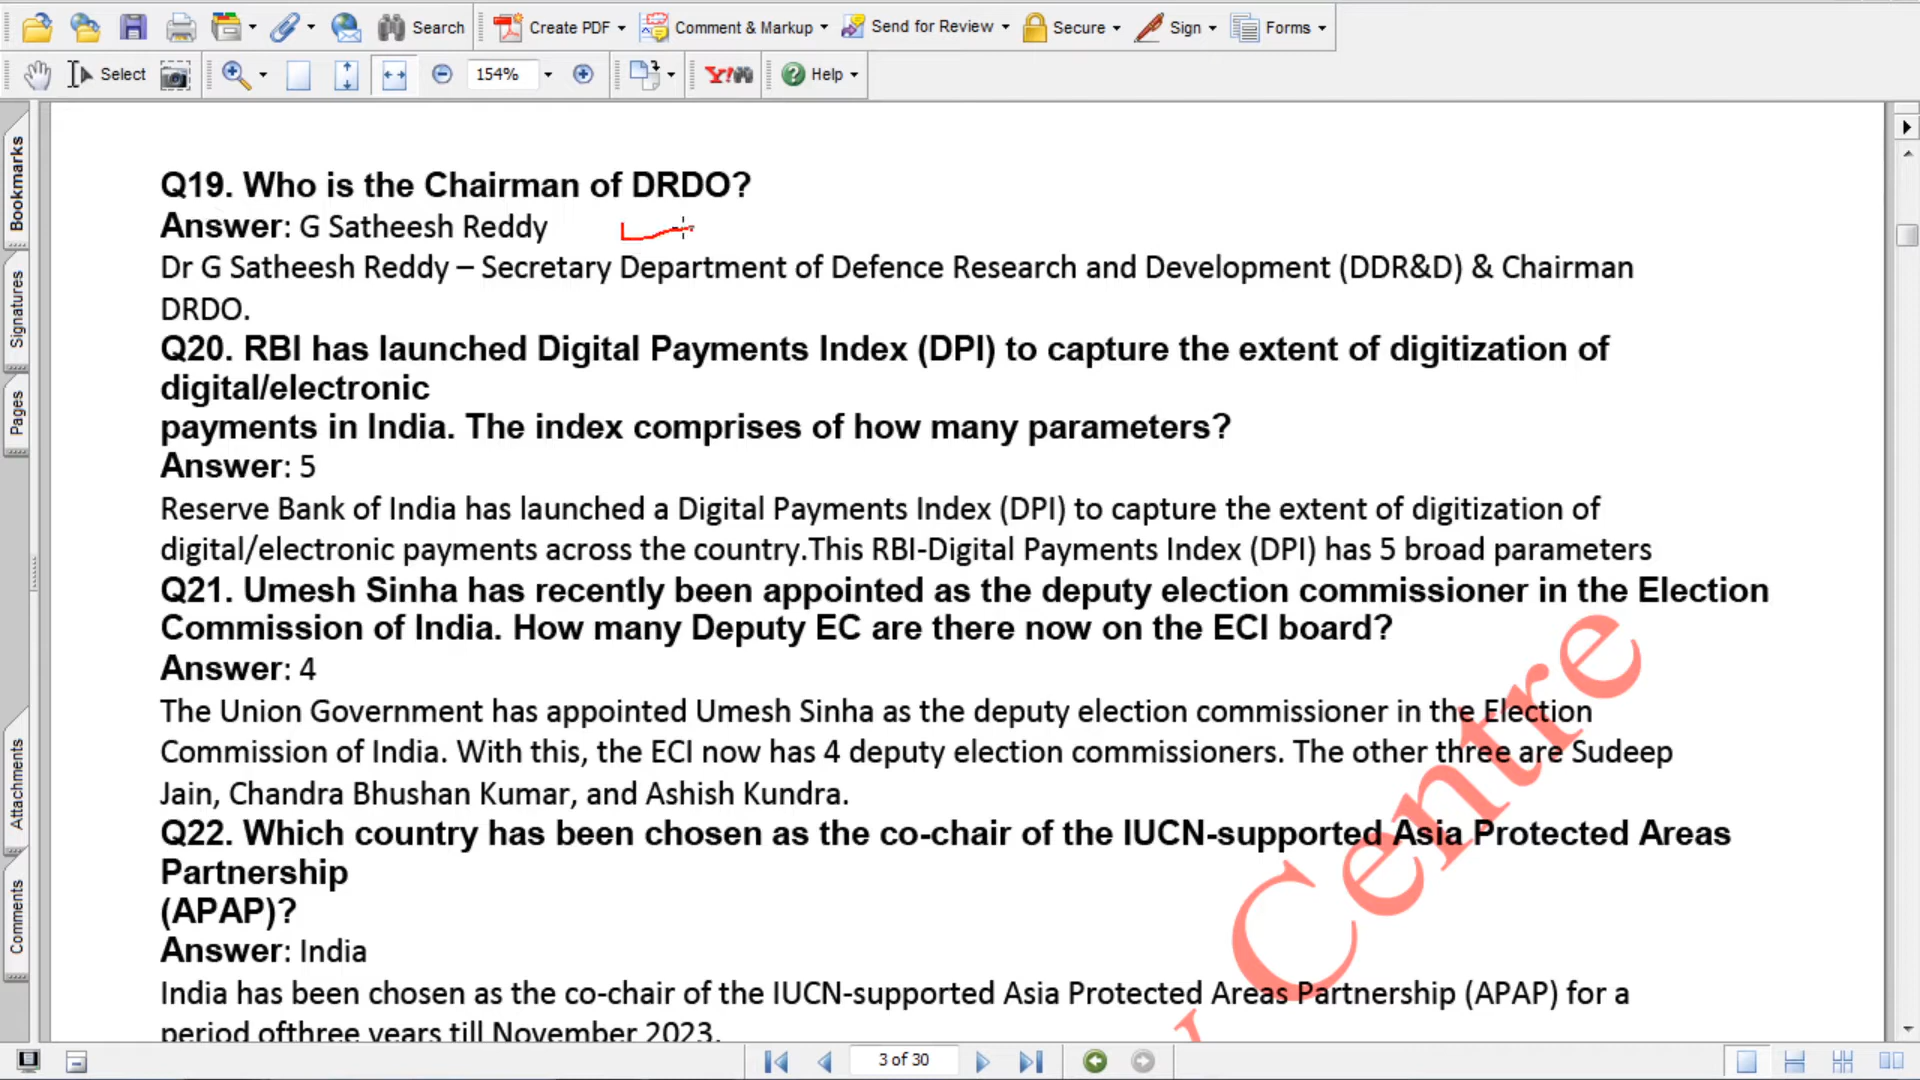 Search
Create PDF
Comment & Markup
Send for Review
Secure
Sign
Forms
Select
154%
Y!
Help
Bookmarks
Signatures
Pages
Attachments
Comments
Q19. Who is the Chairman of DRDO?
Answer: G Satheesh Reddy
Dr G Satheesh Reddy – Secretary Department of Defence Research and Development (DDR&D) & Chairman
DRDO.
Q20. RBI has launched Digital Payments Index (DPI) to capture the extent of digitization of
digital/electronic
payments in India. The index comprises of how many parameters?
Answer: 5
Reserve Bank of India has launched a Digital Payments Index (DPI) to capture the extent of digitization of
digital/electronic payments across the country.This RBI-Digital Payments Index (DPI) has 5 broad parameters
Q21. Umesh Sinha has recently been appointed as the deputy election commissioner in the Election
Commission of India. How many Deputy EC are there now on the ECI board?
Answer: 4
The Union Government has appointed Umesh Sinha as the deputy election commissioner in the Election
Commission of India. With this, the ECI now has 4 deputy election commissioners. The other three are Sudeep
Jain, Chandra Bhushan Kumar, and Ashish Kundra.
Q22. Which country has been chosen as the co-chair of the IUCN-supported Asia Protected Areas
Partnership
(APAP)?
Answer: India
India has been chosen as the co-chair of the IUCN-supported Asia Protected Areas Partnership (APAP) for a
period ofthree years till November 2023.
Centre
3 of 30